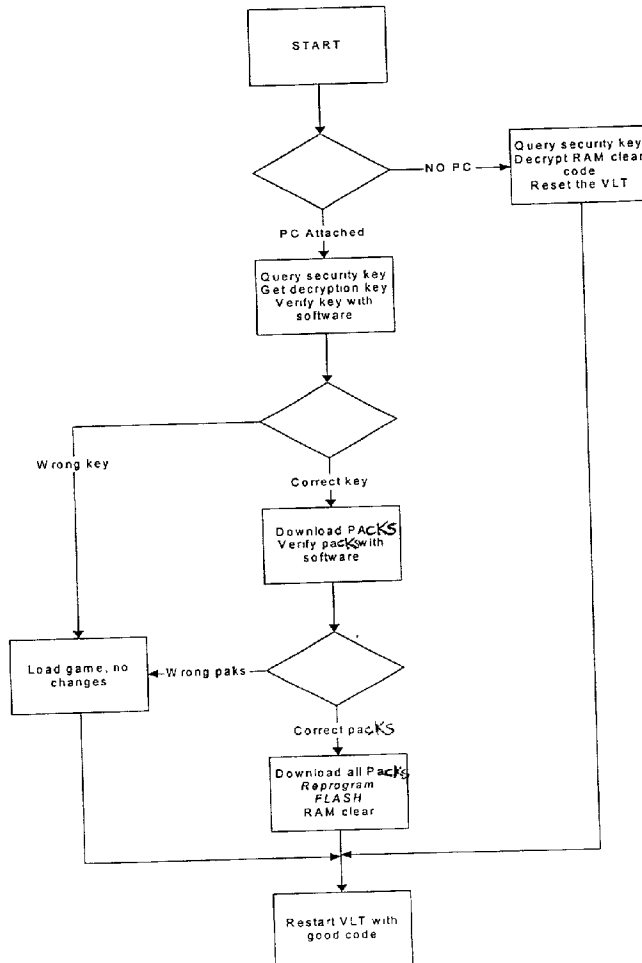 START
NO PC
Query security key
Decrypt RAM clear
code
Reset the VLT
PC Attached
Query security key
Get decryption key
Verify key with
software
Wrong key
Correct key
Download PACKS
Verify packs with
software
Load game, no
changes
Wrong paks
Correct packs
Download all Packs
Reprogram
FLASH
RAM clear
Restart VLT with
good code